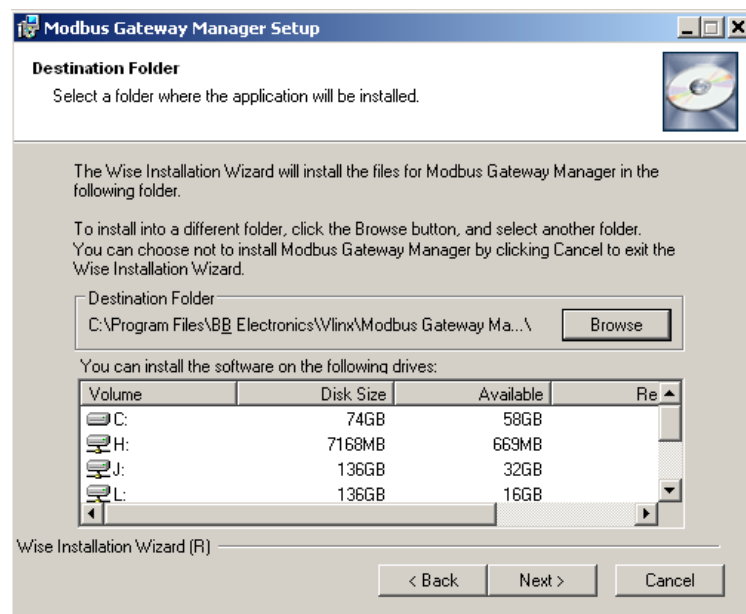 Modbus Gateway Manager Setup
Destination Folder
Select a folder where the application will be installed.
The Wise Installation Wizard will install the files for Modbus Gateway Manager in the
following folder.
To install into a different folder, click the Browse button, and select another folder.
You can choose not to install Modbus Gateway Manager by clicking Cancel to exit the
Wise Installation Wizard.
Destination Folder
C:\Program Files\BB Electronics\Vlinx\Modbus Gateway Ma...\ Browse
You can install the software on the following drives:
Volume Disk Size Available Re
C: 74GB 58GB
H: 7168MB 669MB
J: 136GB 32GB
L: 136GB 16GB
Wise Installation Wizard (R)
< Back Next > Cancel